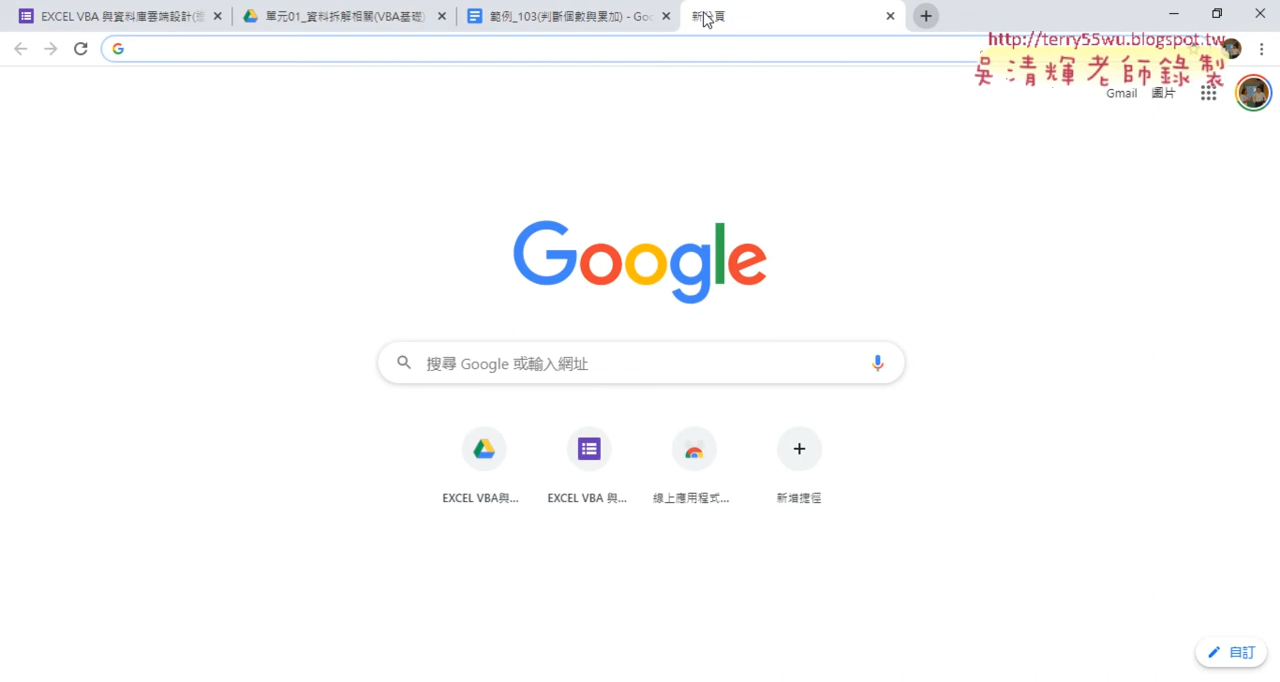 EXCEL VBA 與資料庫雲端設計(進
單元01_資料拆解相關(VBA基礎)
範例_103(判斷個數與累加) - Goo
新分頁
http://terry55wu.blogspot.tw
吳清輝老師錄製
Gmail
圖片
Google
搜尋 Google 或輸入網址
EXCEL VBA與...
EXCEL VBA 與...
線上應用程式...
新增捷徑
自訂